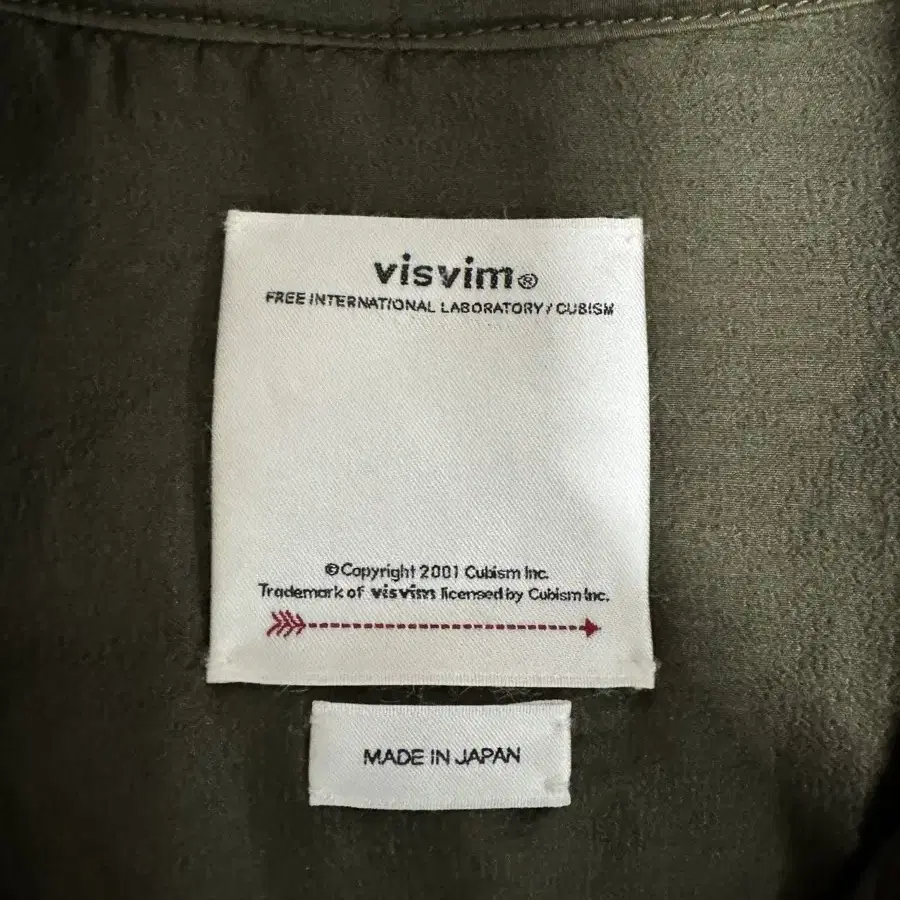 visvim®
FREE INTERNATIONAL LABORATORY / CUBISM
©Copyright 2001 Cubism Inc.
Trademark of visvim licensed by Cubism Inc.
MADE IN JAPAN